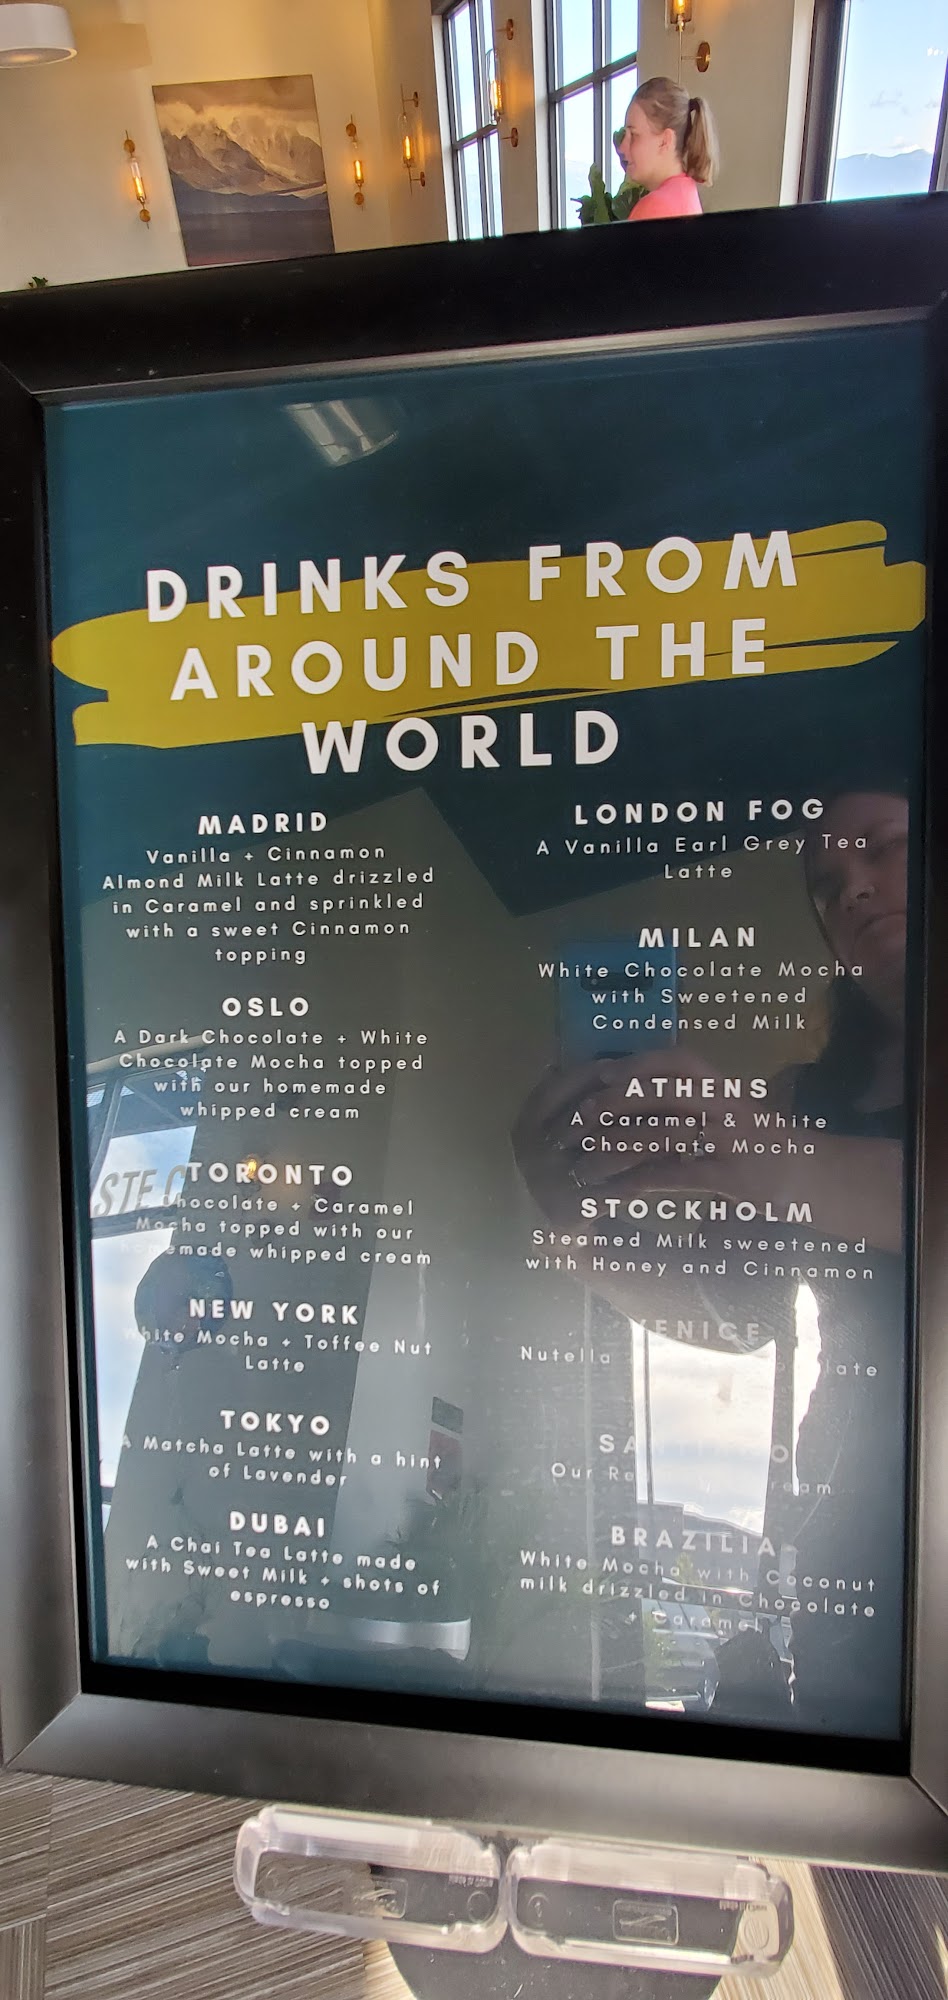 DRINKS FROM
AROUND THE
WORLD
MADRID
Vanilla + Cinnamon
Almond Milk Latte drizzled
in Caramel and sprinkled
with a sweet Cinnamon
topping
OSLO
A Dark Chocolate + White
Chocolate Mocha topped
with our homemade
whipped cream
STE C
TORONTO
Chocolate + Caramel
Mocha topped with our
homemade whipped cream
NEW YORK
White Mocha + Toffee Nut
Latte
TOKYO
A Matcha Latte with a hint
of Lavender
DUBAI
A Chai Tea Latte made
with Sweet Milk + shots of
espresso
LONDON FOG
A Vanilla Earl Grey Tea
Latte
MILAN
White Chocolate Mocha
with Sweetened
Condensed Milk
ATHENS
A Caramel & White
Chocolate Mocha
STOCKHOLM
Steamed Milk sweetened
with Honey and Cinnamon
VENICE
Nutella
Our
BRAZILIA
White Mocha with Coconut
milk drizzled in Chocolate
+ Caramel